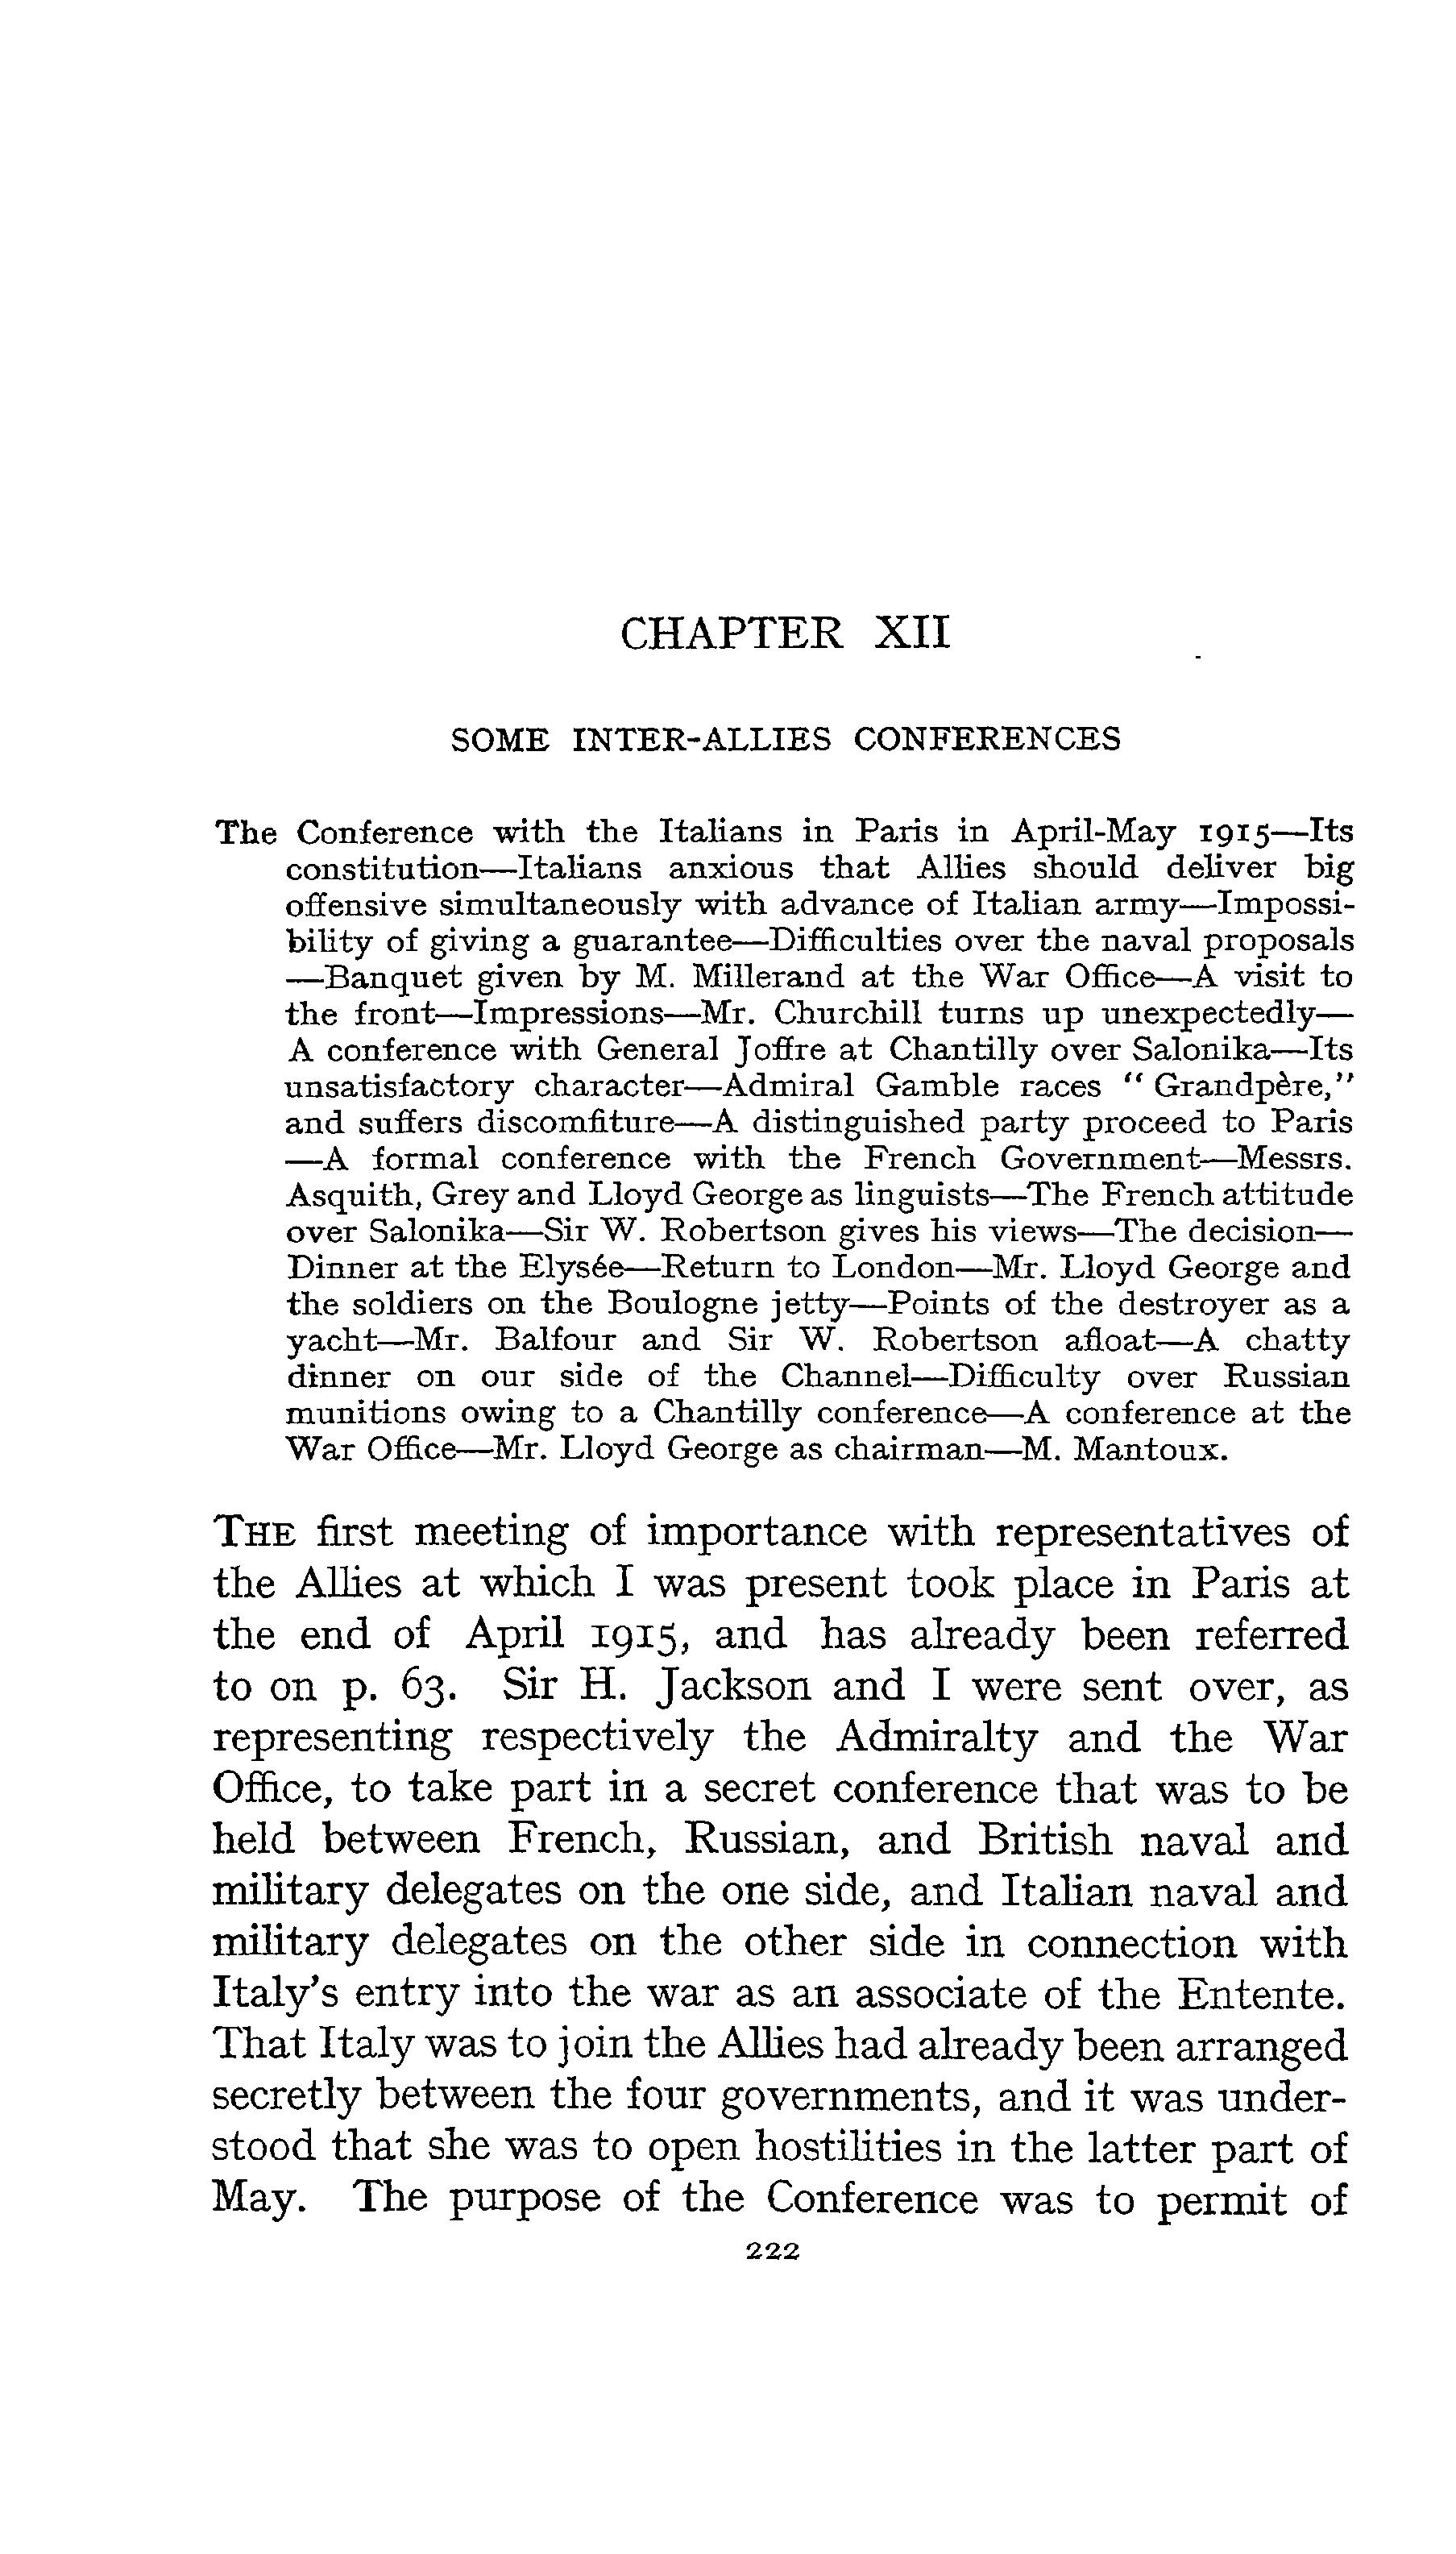 CHAPTER XII
SOME INTER-ALLIES CONFERENCES
The Conference with the Italians in Paris in April-May 1915—Its
constitution—Italians anxious that Allies should deliver big
offensive simultaneously with advance of Italian army—Impossi-
bility of giving a guarantee—Difficulties over the naval proposals
—Banquet given by M. Millerand at the War Office—A visit to
the front—Impressions—Mr. Churchill turns up unexpectedly—
A conference with General Joffre at Chantilly over Salonika—Its
unsatisfactory character—Admiral Gamble races " Grandpère,"
and suffers discomfiture—A distinguished party proceed to Paris
—A formal conference with the French Government—Messrs.
Asquith, Grey and Lloyd George as linguists—The French attitude
over Salonika—Sir W. Robertson gives his views—The decision—
Dinner at the Elysée—Return to London—Mr. Lloyd George and
the soldiers on the Boulogne jetty—Points of the destroyer as a
yacht—Mr. Balfour and Sir W. Robertson afloat—A chatty
dinner on our side of the Channel—Difficulty over Russian
munitions owing to a Chantilly conference—A conference at the
War Office—Mr. Lloyd George as chairman—M. Mantoux.
THE first meeting of importance with representatives of
the Allies at which I was present took place in Paris at
the end of April 1915, and has already been referred
to on p. 63. Sir H. Jackson and I were sent over, as
representing respectively the Admiralty and the War
Office, to take part in a secret conference that was to be
held between French, Russian, and British naval and
military delegates on the one side, and Italian naval and
military delegates on the other side in connection with
Italy's entry into the war as an associate of the Entente.
That Italy was to join the Allies had already been arranged
secretly between the four governments, and it was under-
stood that she was to open hostilities in the latter part of
May. The purpose of the Conference was to permit of
222